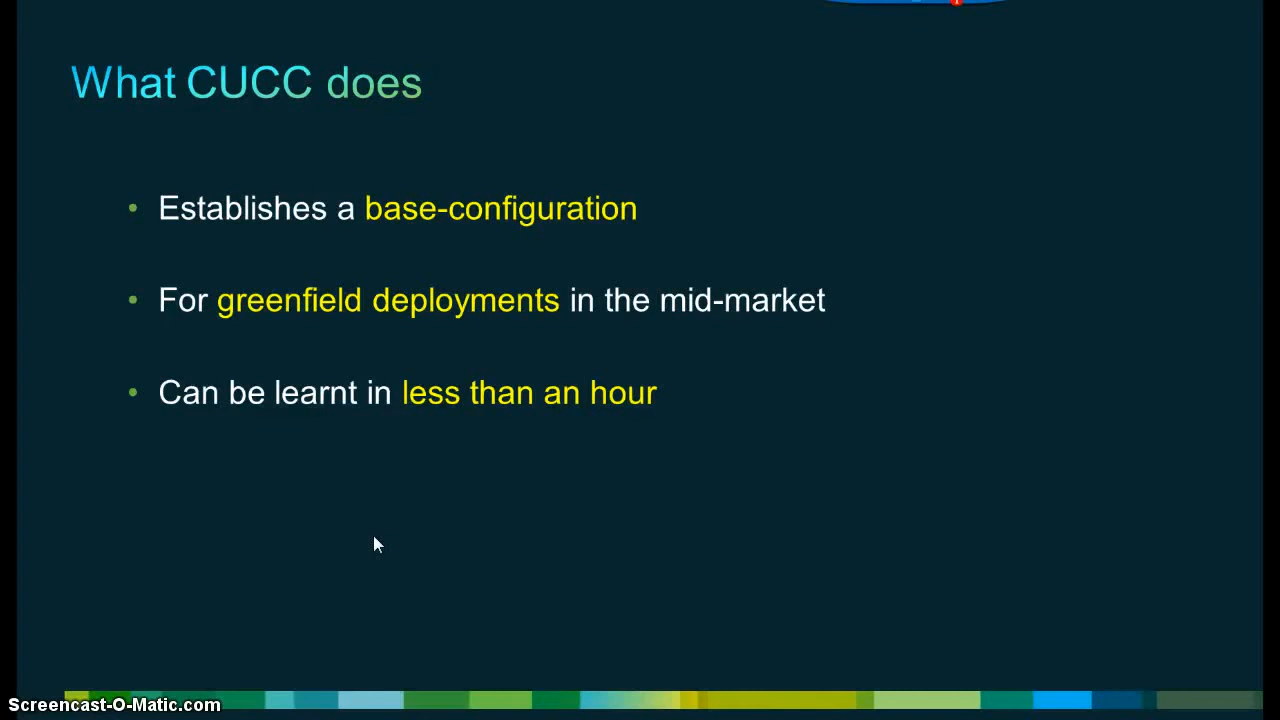 What CUCC does
• Establishes a base-configuration
• For greenfield deployments in the mid-market
• Can be learnt in less than an hour
Screencast-O-Matic.com